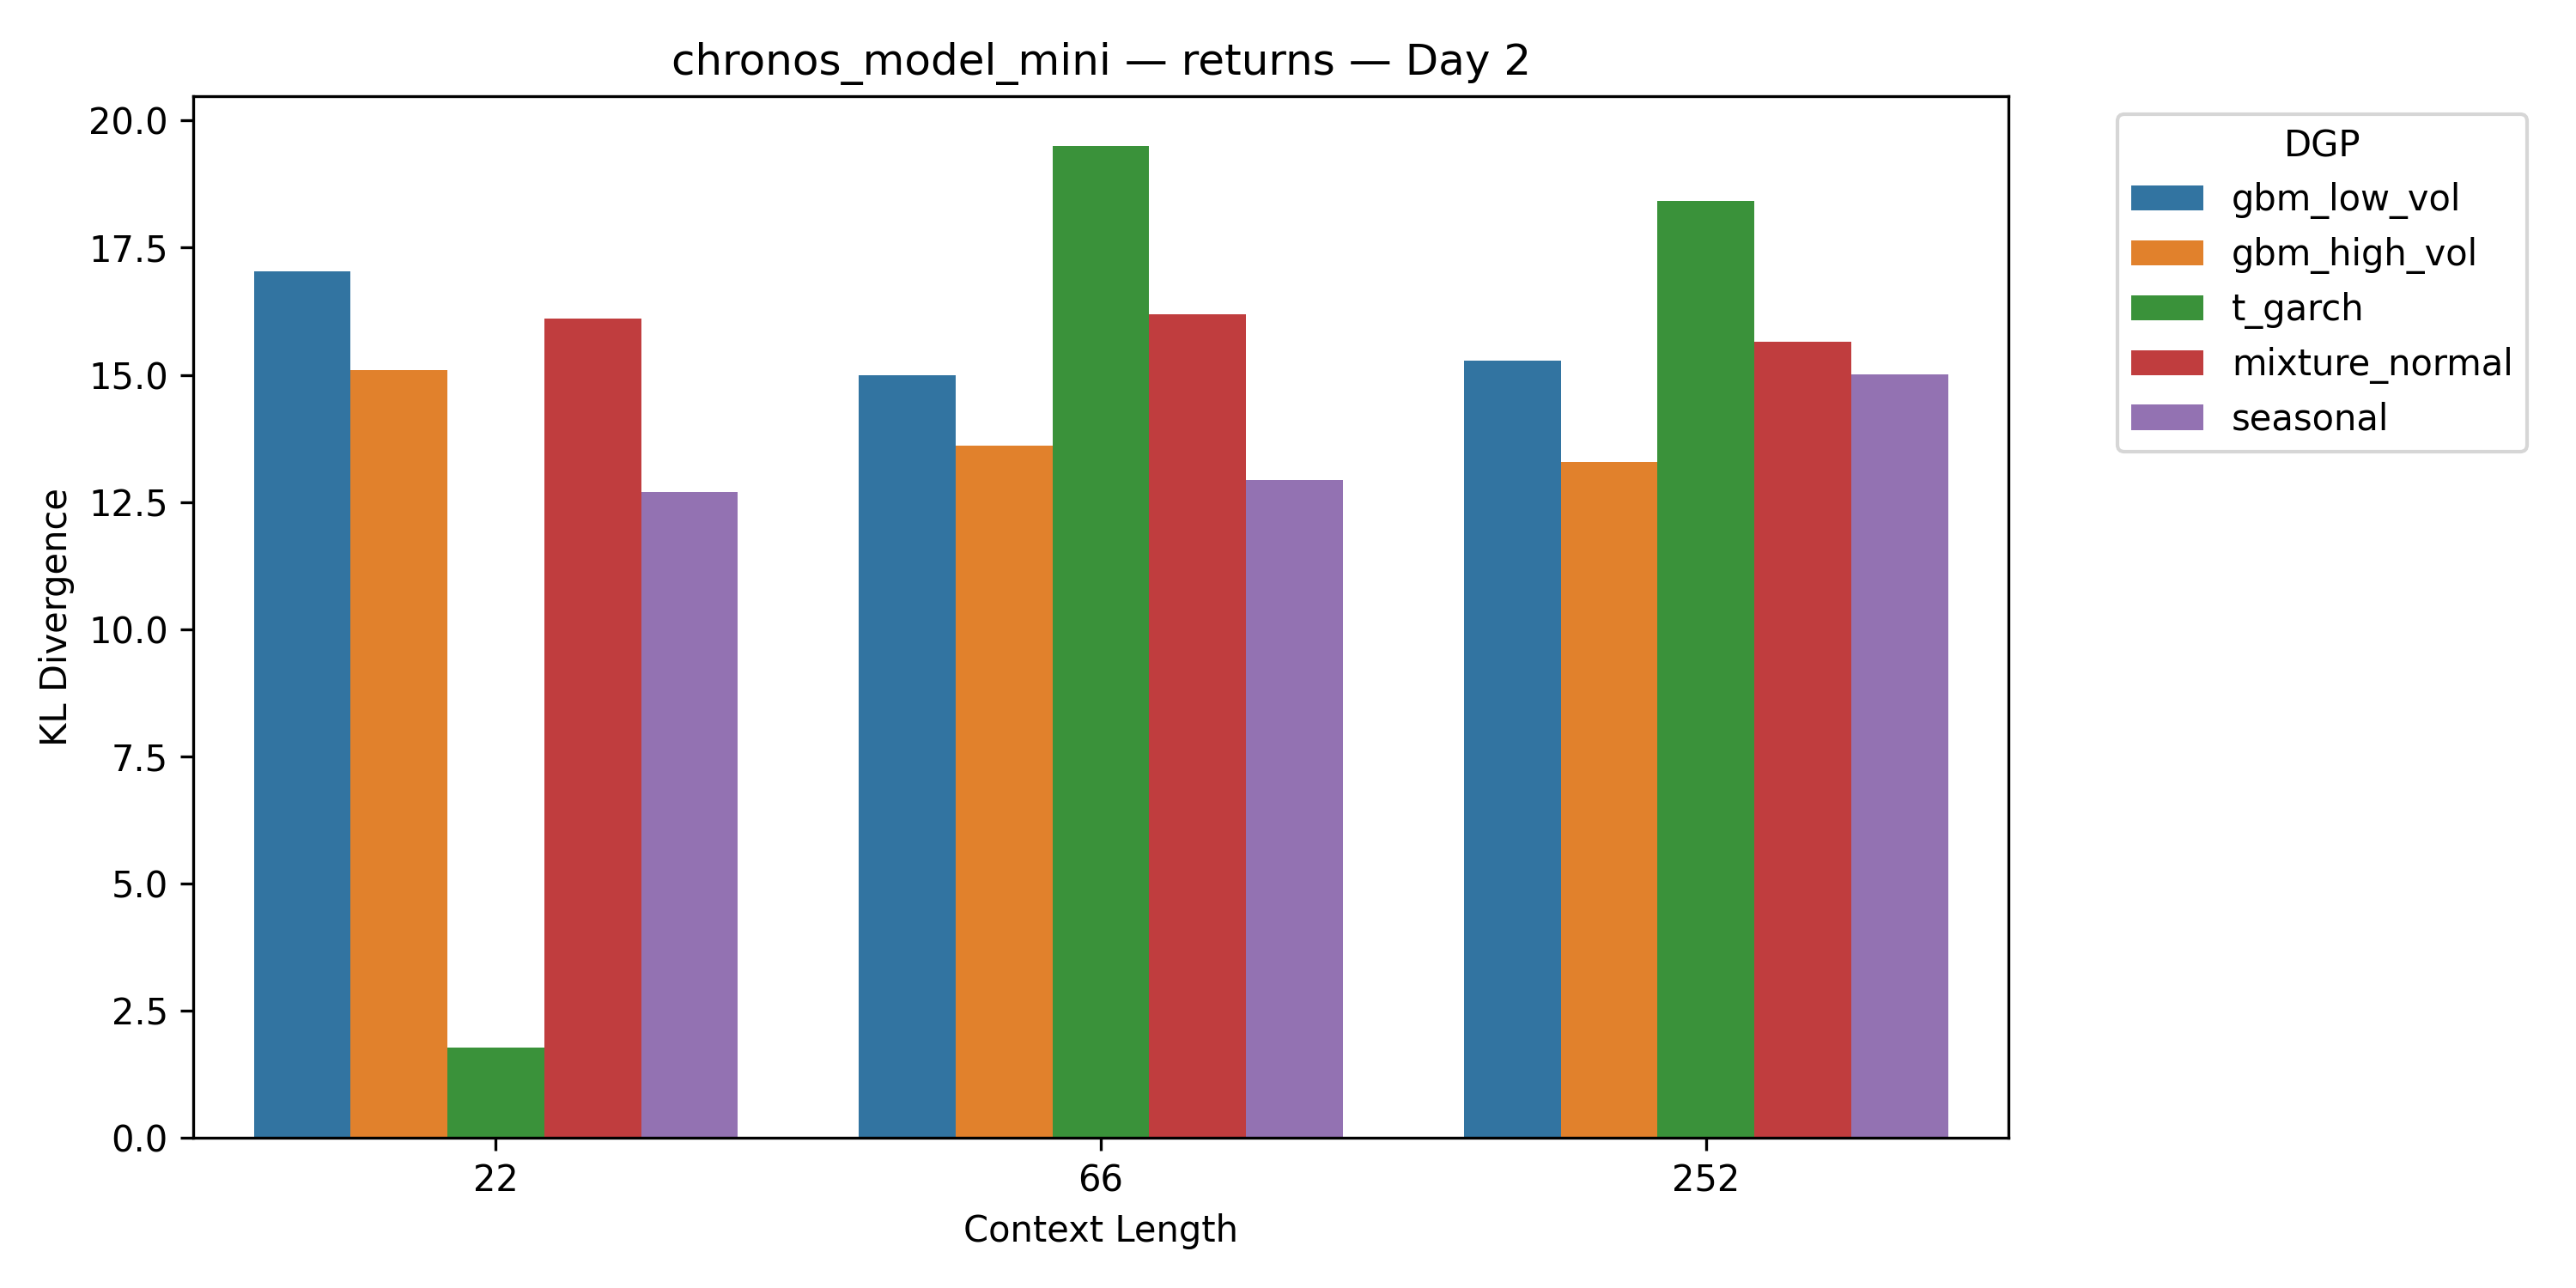 chronos_model_mini — returns — Day 2
KL Divergence
20.0
17.5
15.0
12.5
10.0
7.5
5.0
2.5
0.0
22
66
252
Context Length
DGP
gbm_low_vol
gbm_high_vol
t_garch
mixture_normal
seasonal